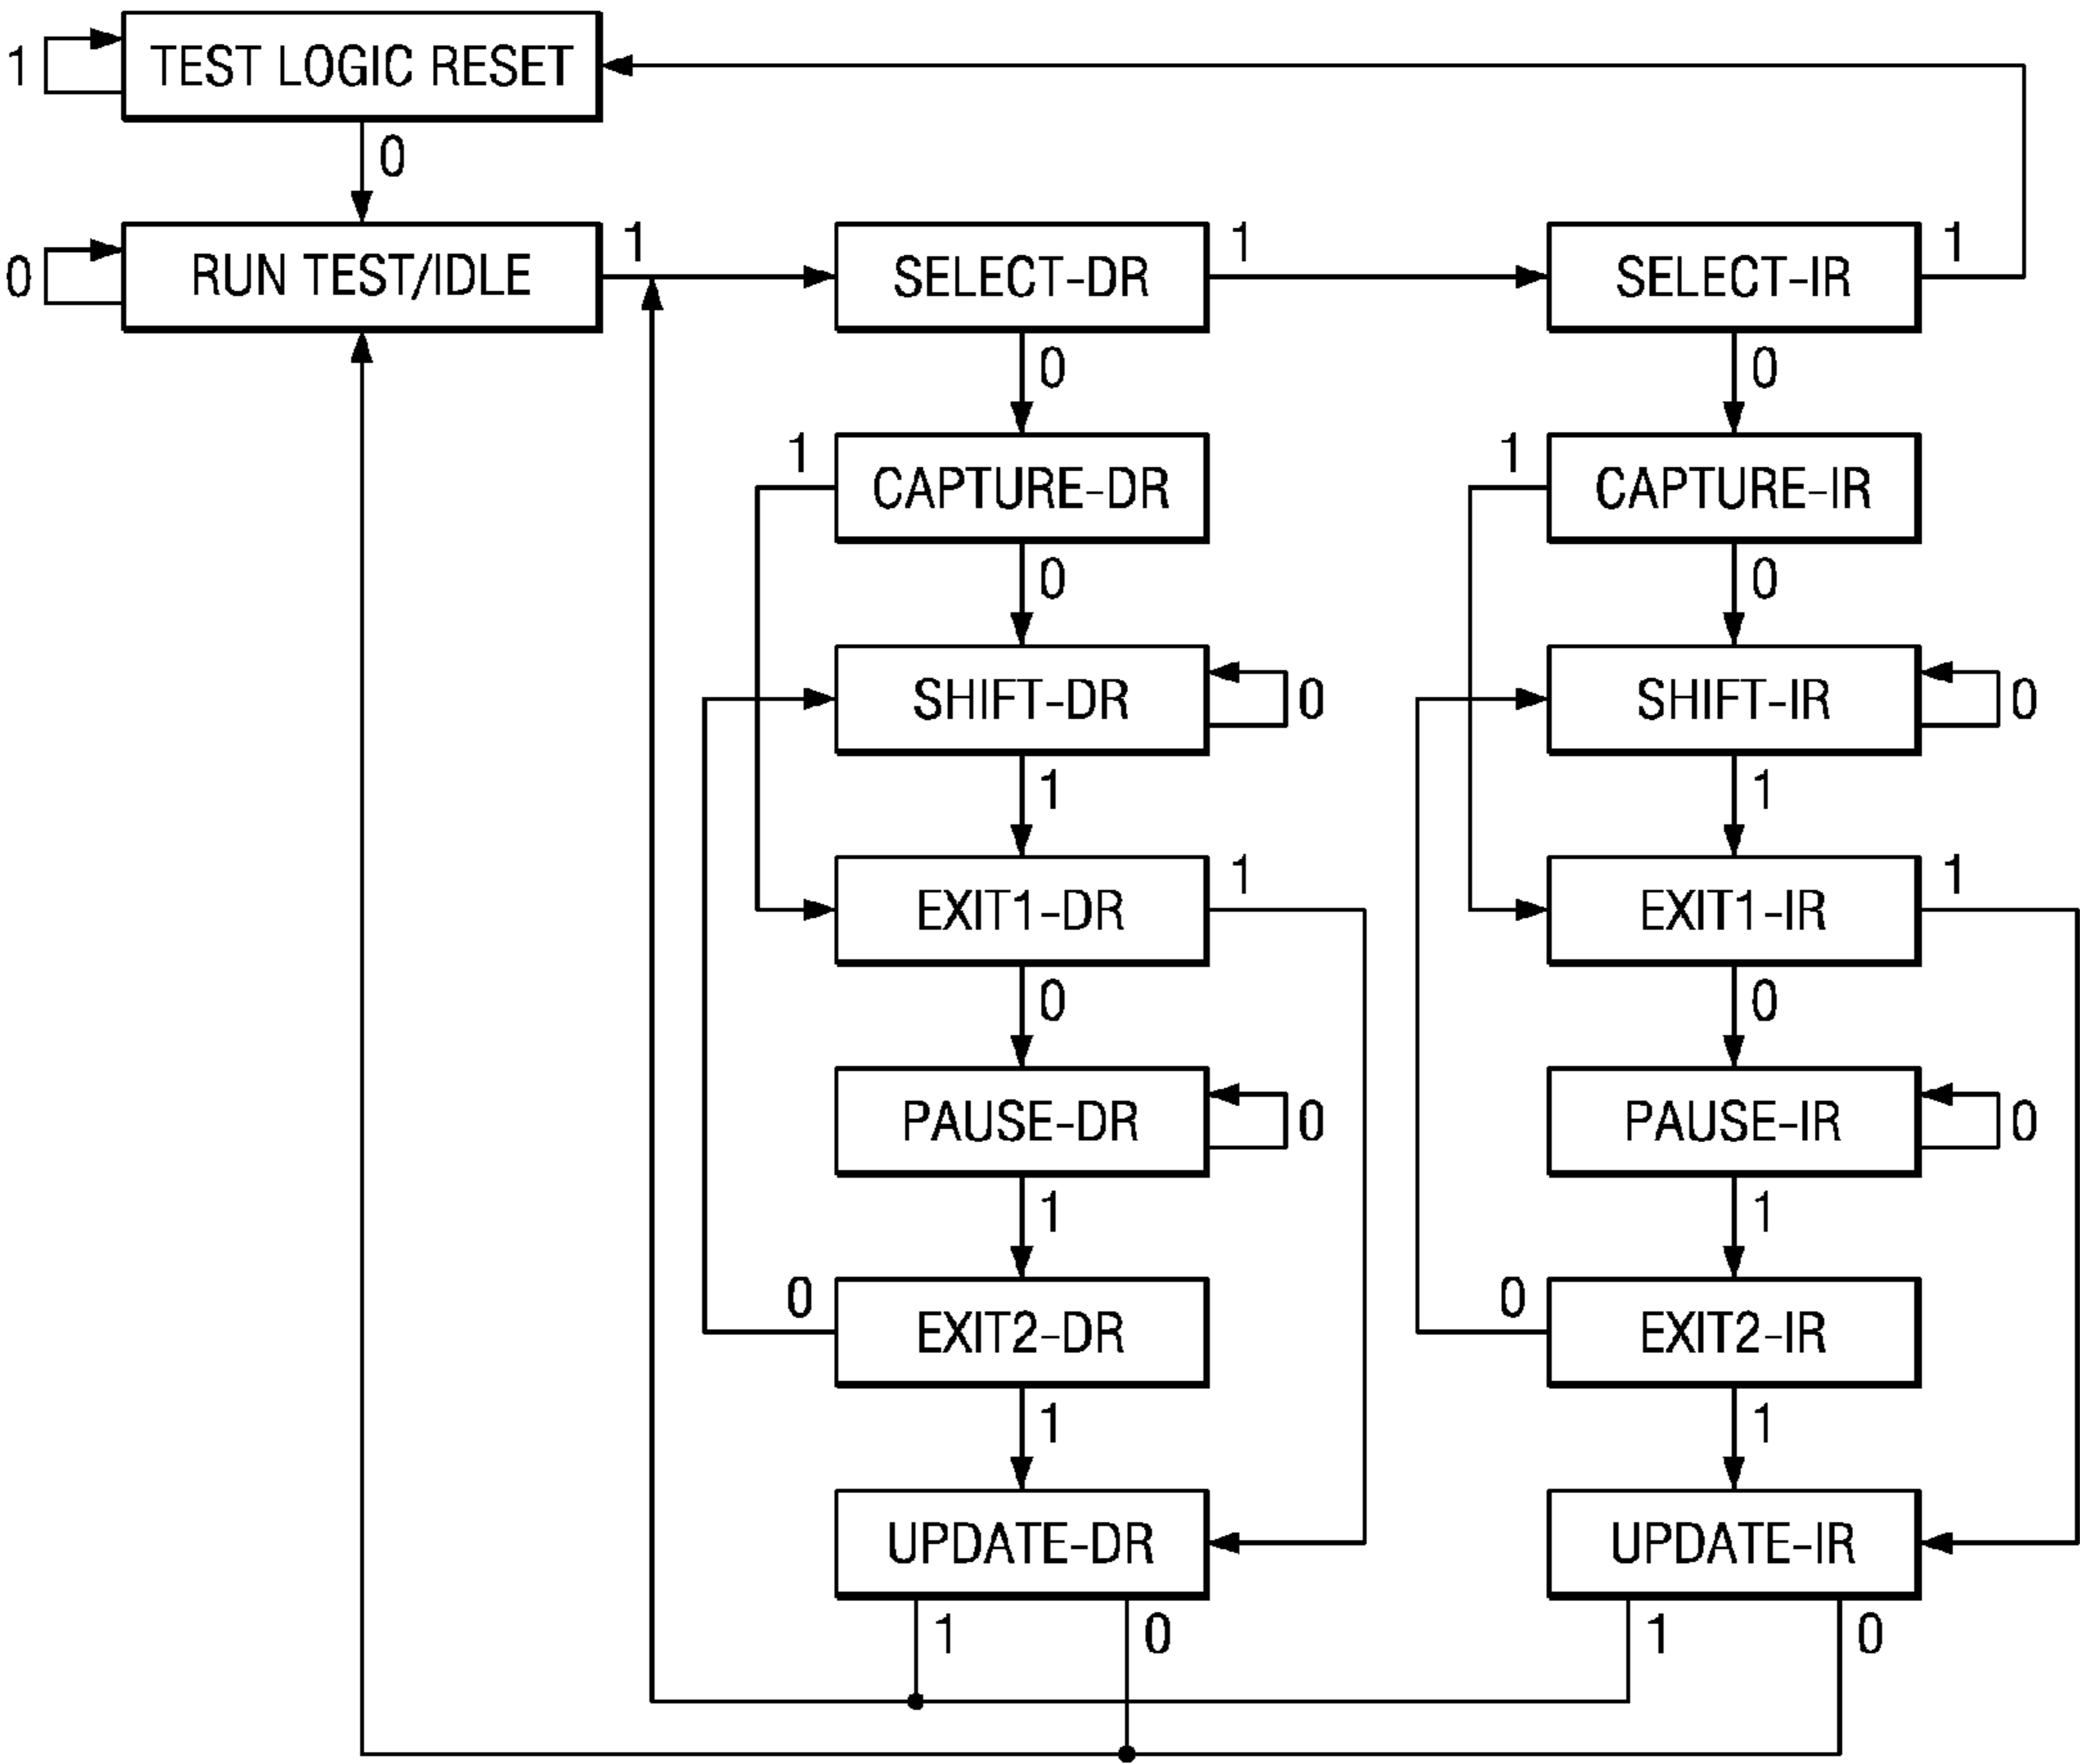 1
TEST LOGIC RESET
0
0
RUN TEST/IDLE
1
SELECT-DR
1
SELECT-IR
1
0
0
1
CAPTURE-DR
1
CAPTURE-IR
0
0
SHIFT-DR
0
SHIFT-IR
0
1
1
EXIT1-DR
1
EXIT1-IR
1
0
0
PAUSE-DR
0
PAUSE-IR
0
1
1
0
EXIT2-DR
0
EXIT2-IR
1
1
UPDATE-DR
UPDATE-IR
1
0
1
0